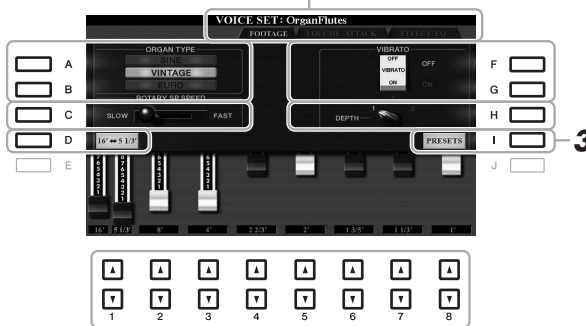 VOICE SET: OrganFlutes
FOOTAGE VOLUME/ATTACK EFFECT/EQ
ORGAN TYPE
SINE
VINTAGE
EURO
ROTARY SP SPEED
SLOW FAST
VIBRATO
OFF
VIBRATO
ON
OFF
ON
DEPTH 1 3
16' ⇔ 5 1/3'
PRESETS
A
B
C
D
E
F
G
H
I
J
3
16' 5 1/3' 8' 4' 2 2/3' 2' 1 3/5' 1 1/3' 1'
1 2 3 4 5 6 7 8